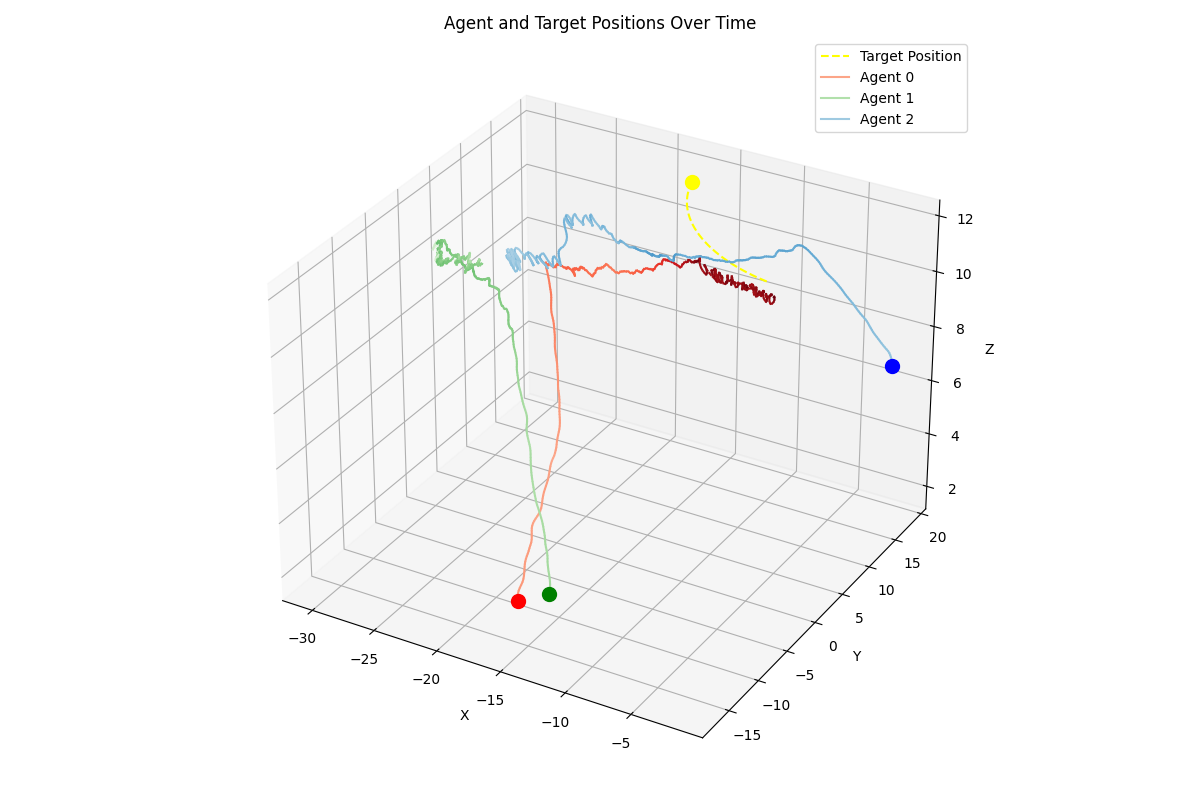 Agent and Target Positions Over Time
Target Position
Agent 0
Agent 1
Agent 2
12
10
8
6
4
2
Z
20
15
10
5
0
−5
−10
−15
Y
−30
−25
−20
−15
−10
−5
X